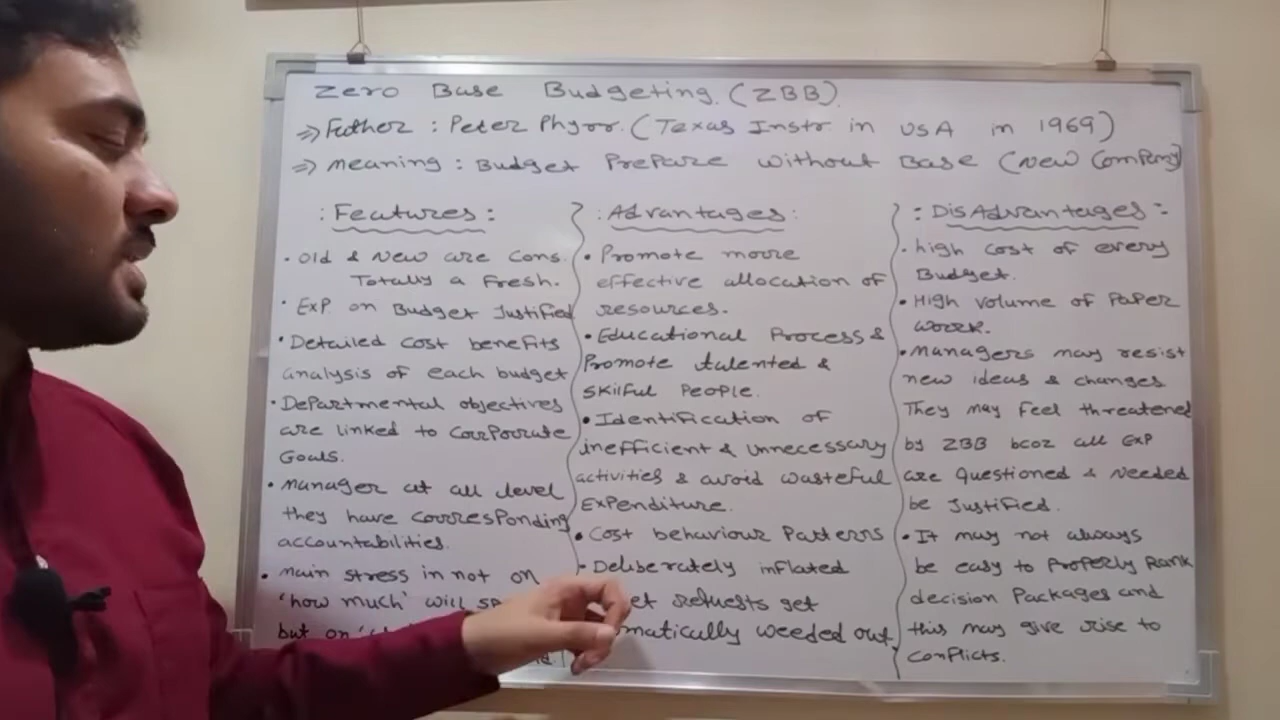 Zero Base Budgeting. (ZBB)
=> Father : Peter Phyrr. (Texas Instr. in USA in 1969)
=> Meaning : Budget Prepare Without Base (New Company)
: Features :
• Old & New are Cons.
Totally a Fresh.
• Exp. on Budget Justified
• Detailed cost benefits
analysis of each budget
• Departmental objectives
are linked to Corporate
Goals.
• Manager at all level
they have corresponding
accountabilities.
• Main stress in not on
'how much' will
but on
: Advantages :
• Promote more
effective allocation of
resources.
• Educational Process &
Promote talented &
Skilful People.
• Identification of
inefficient & unnecessary
activities & avoid wasteful
Expenditure.
• Cost behaviour Patterns
• Deliberately inflated
get
matically weeded out.
: DisAdvantages :
• high cost of every
Budget.
• High Volume of Paper
work.
• Managers may resist
new ideas & changes
They may Feel threatened
by ZBB bcoz all Exp
are Questioned & Needed
be Justified.
• It may not always
be easy to Properly Rank
decision Packages and
this may give rise to
Conflicts.